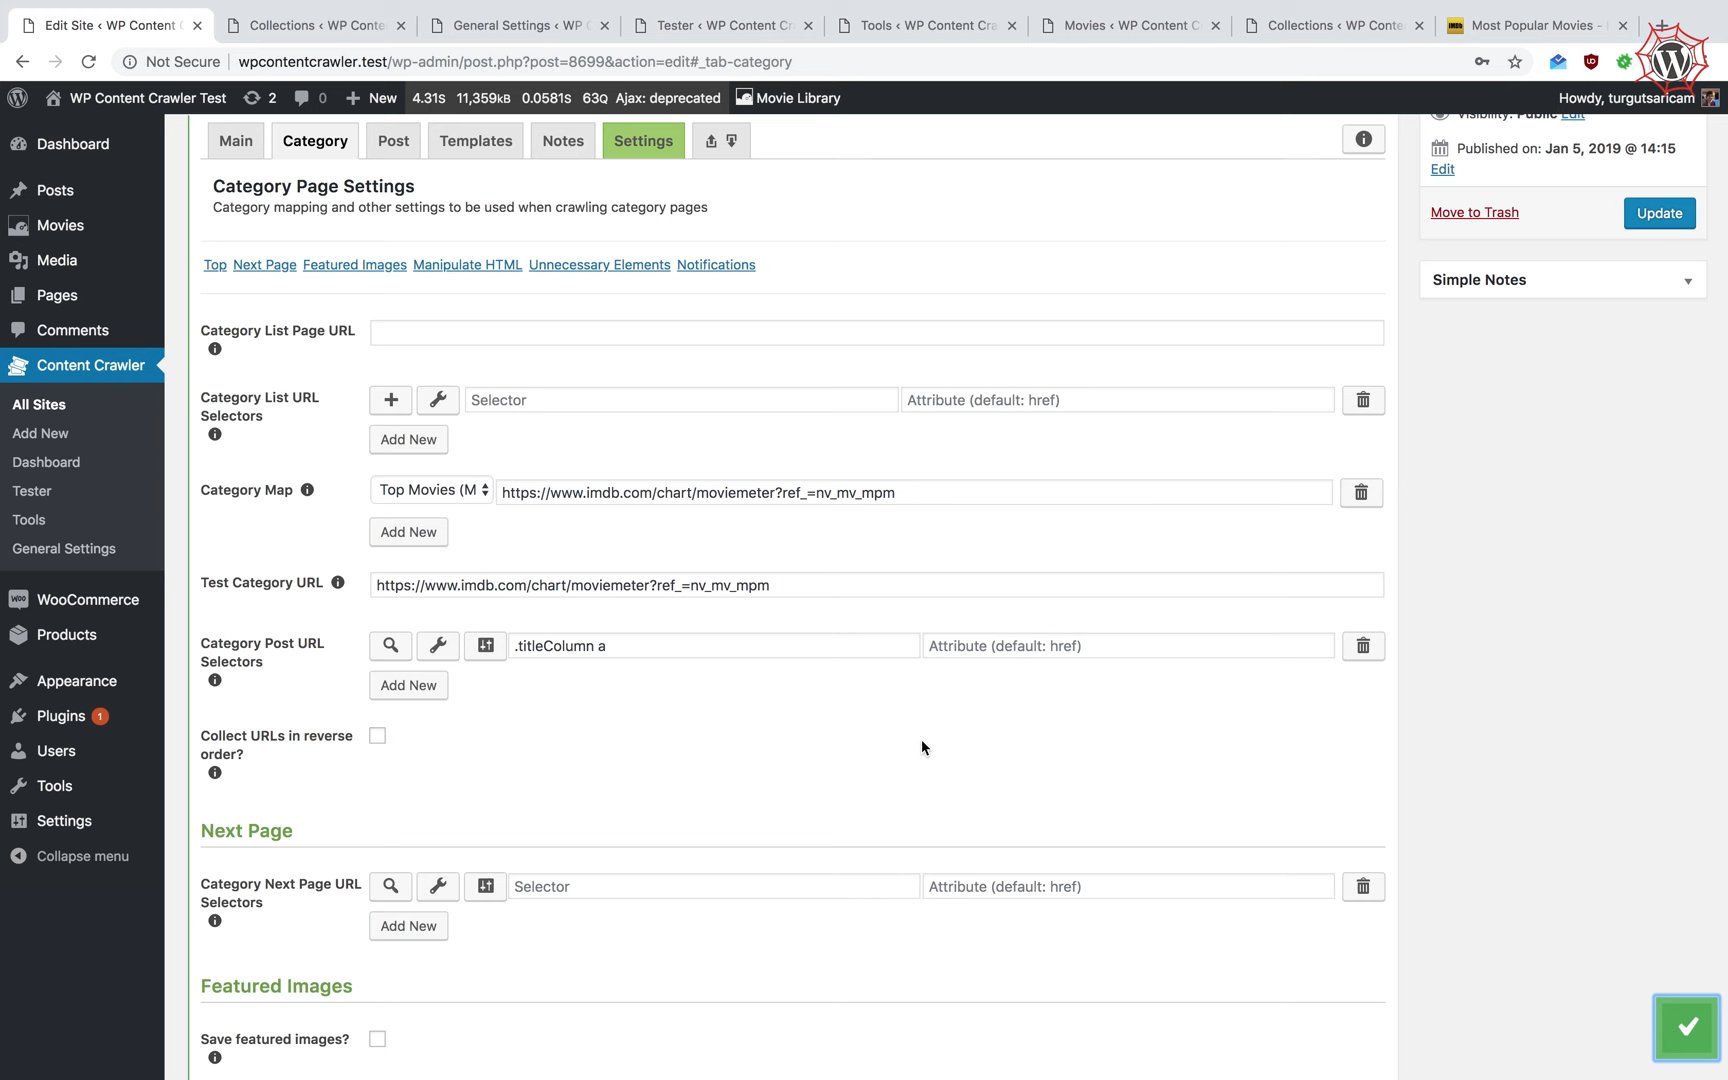 Edit Site ‹ WP Content
Collections ‹ WP Conte
General Settings ‹ WP
Tester ‹ WP Content Cr
Tools ‹ WP Content Cra
Movies ‹ WP Content C
Collections ‹ WP Conte
IMDb Most Popular Movies -
Not Secure wpcontentcrawler.test/wp-admin/post.php?post=8699&action=edit#_tab-category
WP Content Crawler Test 2 0 New 4.31S 11,359KB 0.0581S 63Q Ajax: deprecated Movie Library Howdy, turgutsaricam
Dashboard
Posts
Movies
Media
Pages
Comments
Content Crawler
All Sites
Add New
Dashboard
Tester
Tools
General Settings
WooCommerce
Products
Appearance
Plugins 1
Users
Tools
Settings
Collapse menu
Main Category Post Templates Notes Settings
Category Page Settings
Category mapping and other settings to be used when crawling category pages
Top Next Page Featured Images Manipulate HTML Unnecessary Elements Notifications
Category List Page URL
Category List URL Selectors
Selector Attribute (default: href)
Add New
Category Map Top Movies (M https://www.imdb.com/chart/moviemeter?ref_=nv_mv_mpm
Add New
Test Category URL https://www.imdb.com/chart/moviemeter?ref_=nv_mv_mpm
Category Post URL Selectors
.titleColumn a Attribute (default: href)
Add New
Collect URLs in reverse order?
Next Page
Category Next Page URL Selectors
Selector Attribute (default: href)
Add New
Featured Images
Save featured images?
Visibility: Public Edit
Published on: Jan 5, 2019 @ 14:15
Edit
Move to Trash Update
Simple Notes